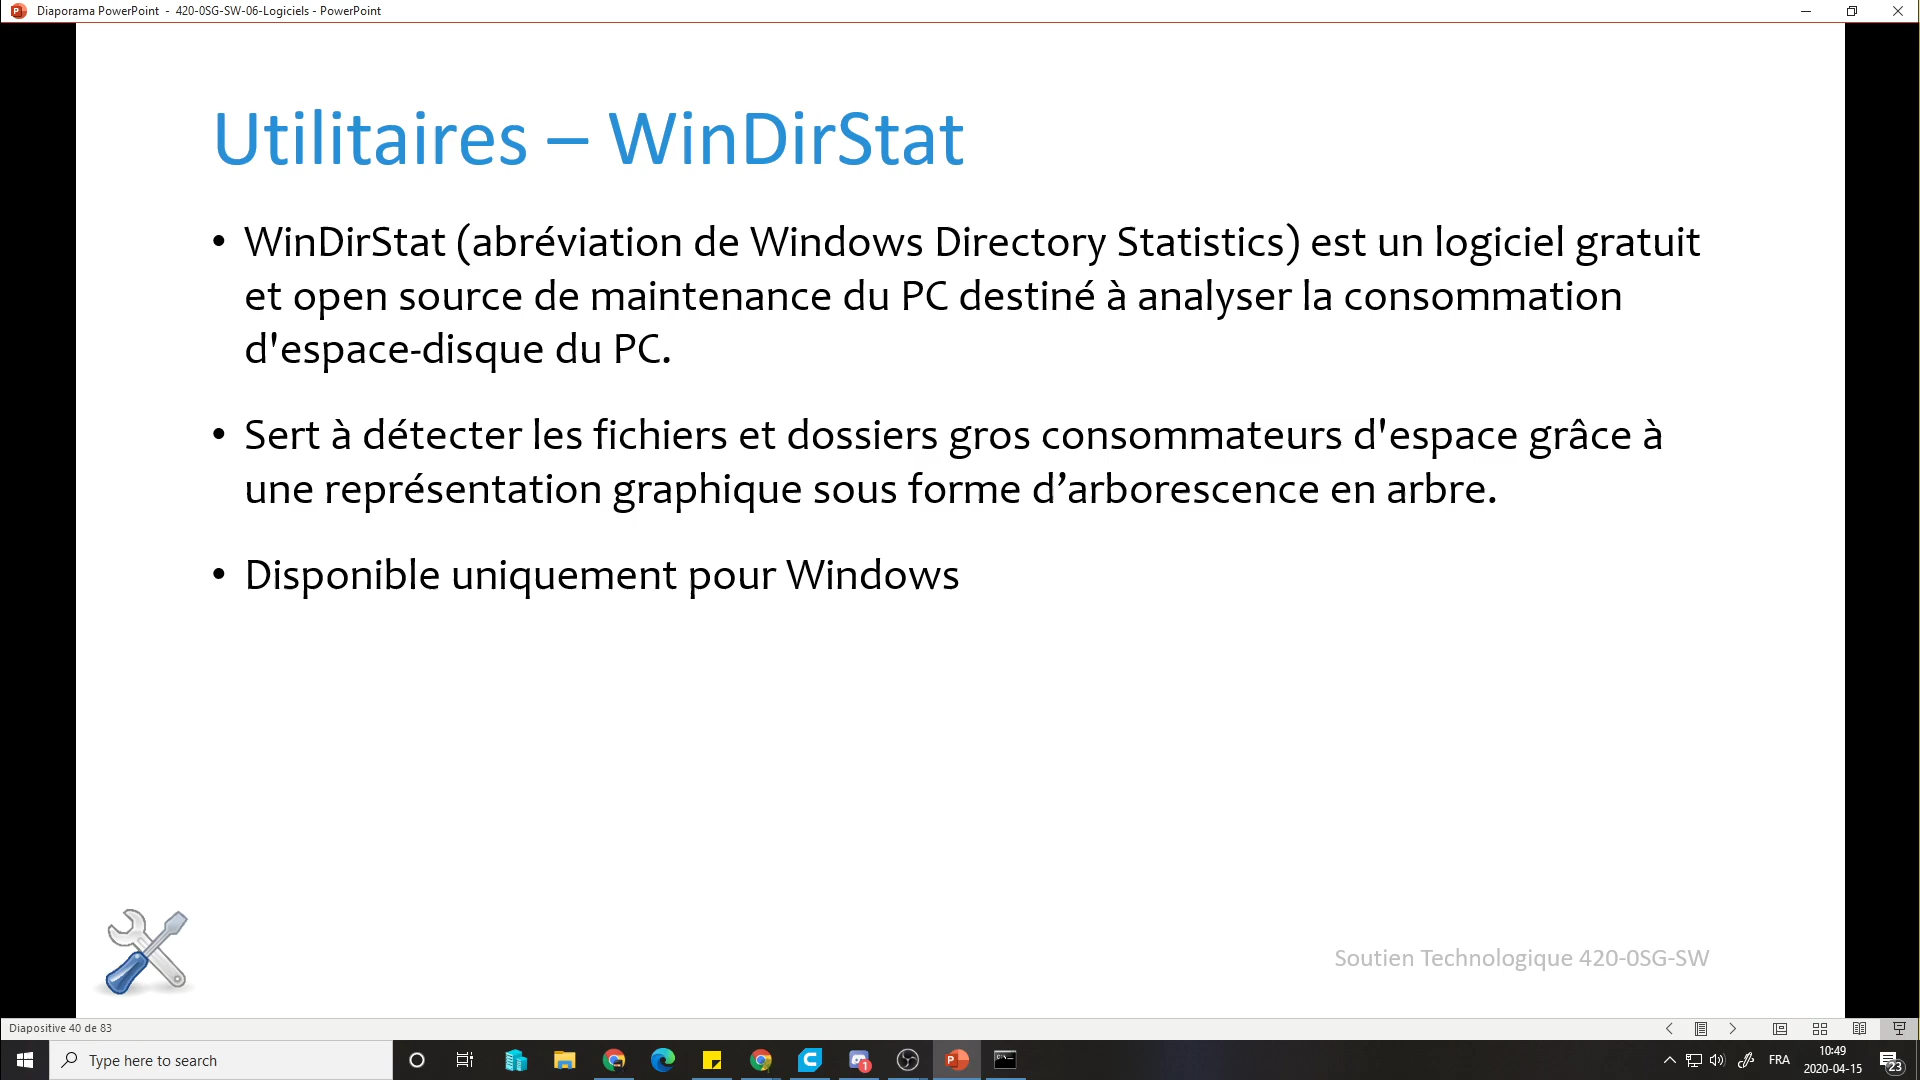 Diaporama PowerPoint - 420-0SG-SW-06-Logiciels - PowerPoint
Utilitaires – WinDirStat
• WinDirStat (abréviation de Windows Directory Statistics) est un logiciel gratuit
et open source de maintenance du PC destiné à analyser la consommation
d'espace-disque du PC.
• Sert à détecter les fichiers et dossiers gros consommateurs d'espace grâce à
une représentation graphique sous forme d’arborescence en arbre.
• Disponible uniquement pour Windows
Soutien Technologique 420-0SG-SW
Diapositive 40 de 83
Type here to search
1
FRA
10:49
2020-04-15
23